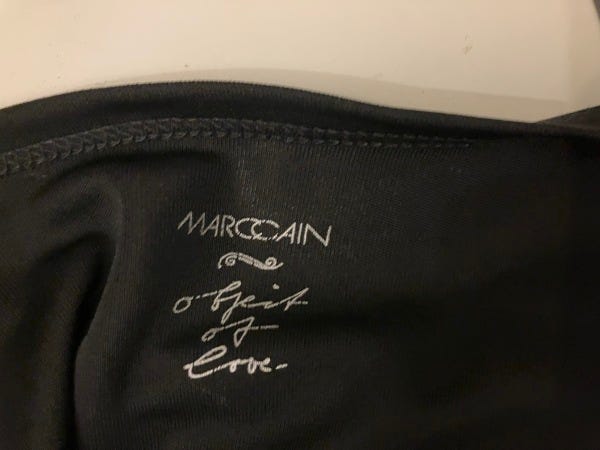 MARCCAIN
object
of
love